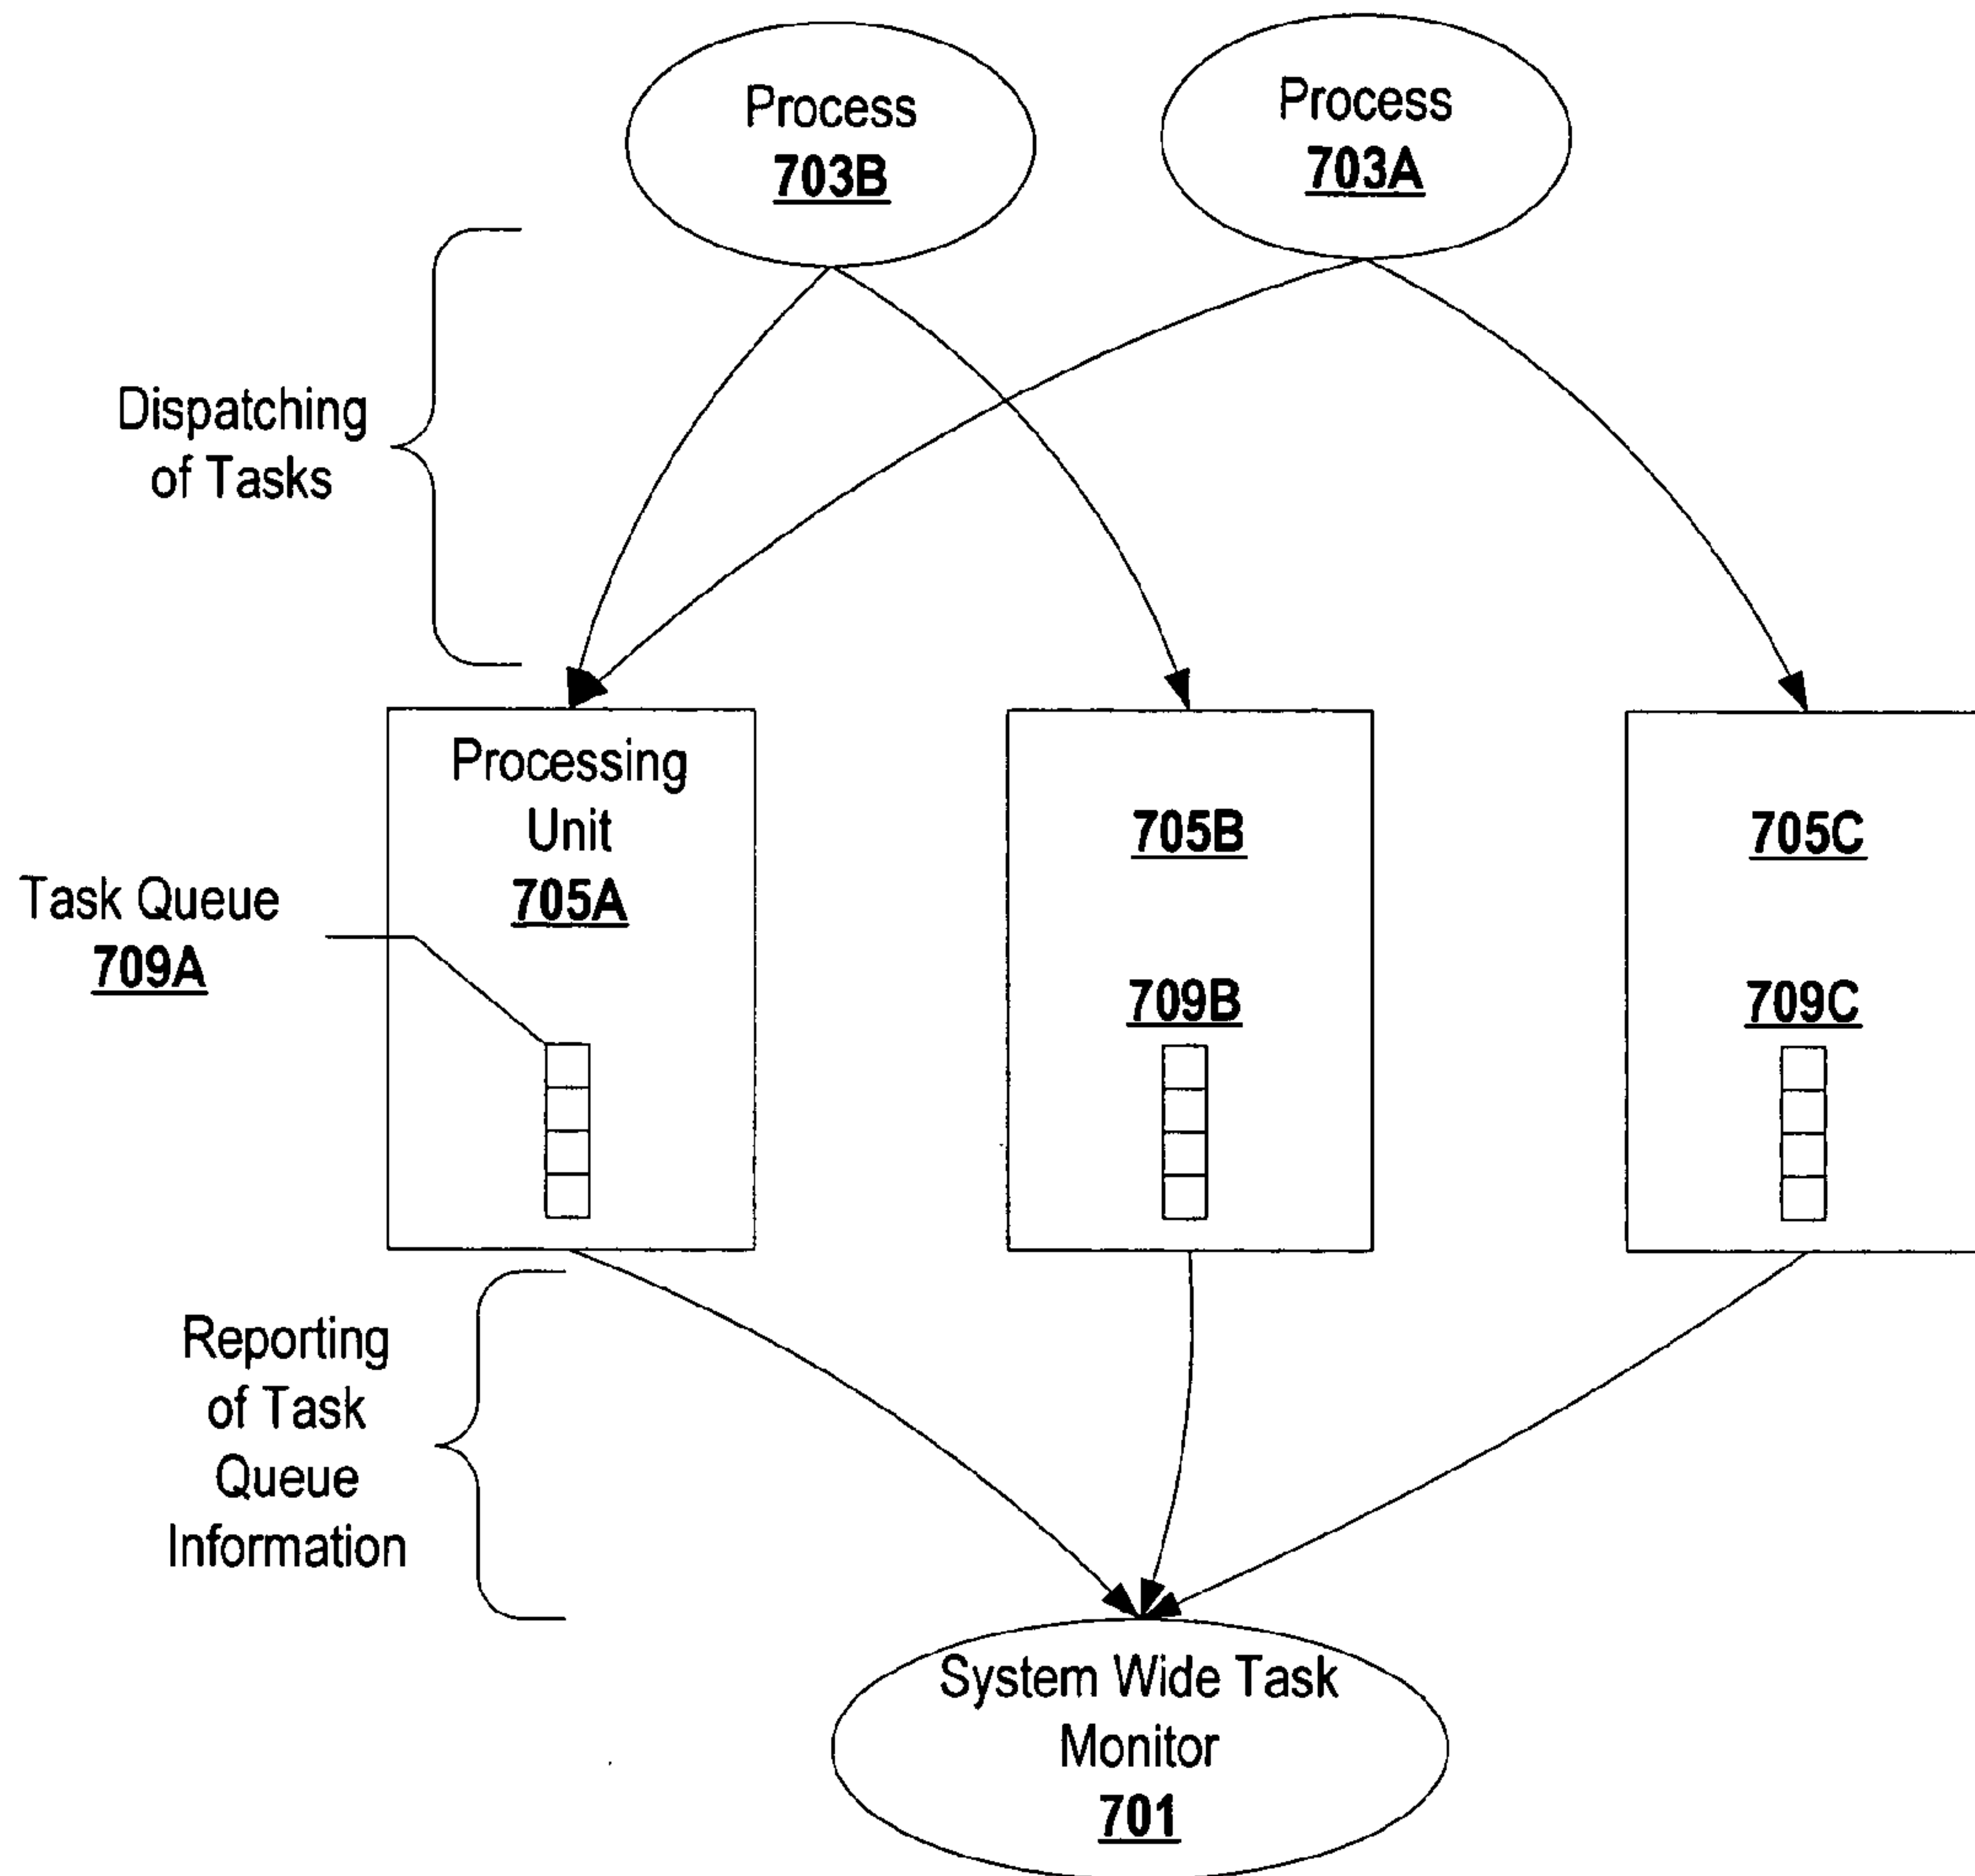 Process
703B
Process
703A
Dispatching
of Tasks
Processing
Unit
705A
705B
705C
Task Queue
709A
709B
709C
Reporting
of Task
Queue
Information
System Wide Task
Monitor
701